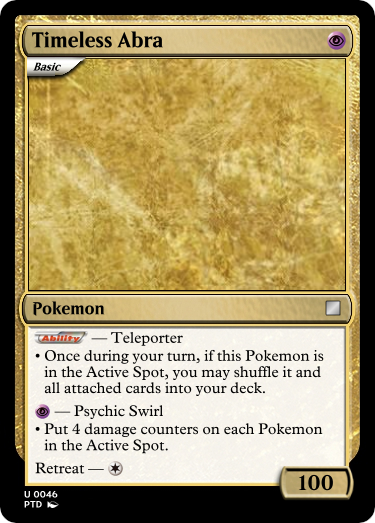 Timeless Abra
Basic
Pokemon
Ability — Teleporter
• Once during your turn, if this Pokemon is
in the Active Spot, you may shuffle it and
all attached cards into your deck.
— Psychic Swirl
• Put 4 damage counters on each Pokemon
in the Active Spot.
Retreat —
100
U 0046
PTD